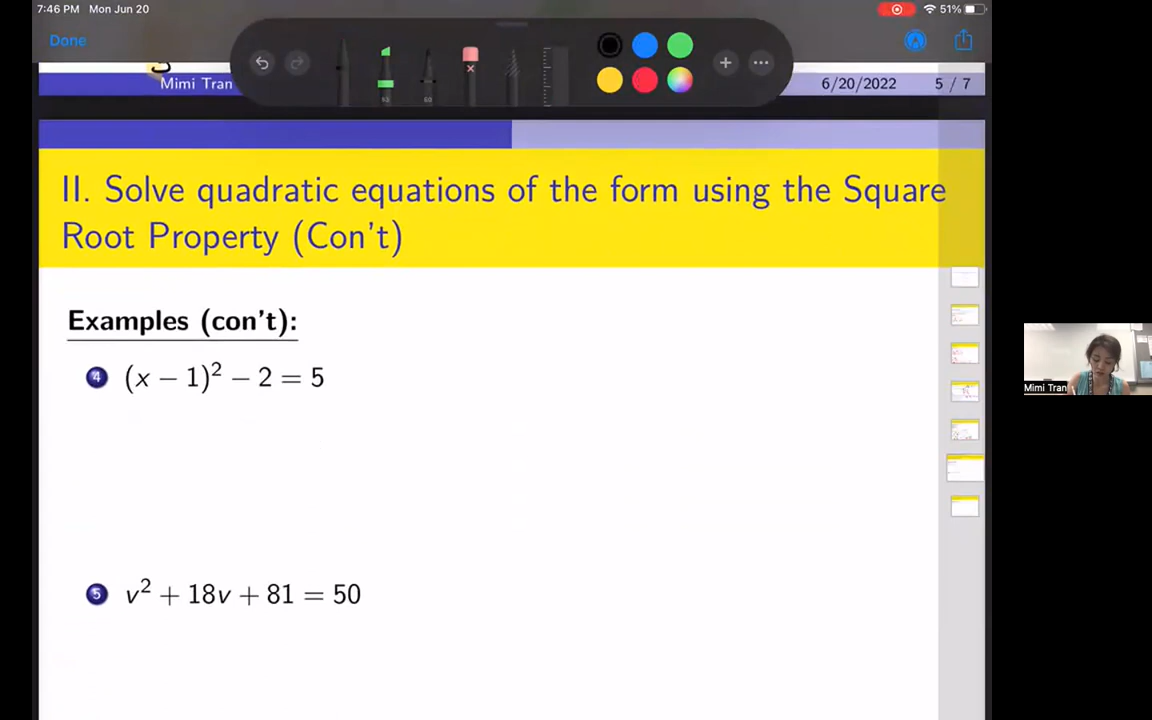 7:46 PM Mon Jun 20
51%
Done
Mimi Tran
6/20/2022
5 / 7
II. Solve quadratic equations of the form using the Square
Root Property (Con't)
Examples (con't):
4 (x − 1)² − 2 = 5
5 v² + 18v + 81 = 50
Mimi Tran